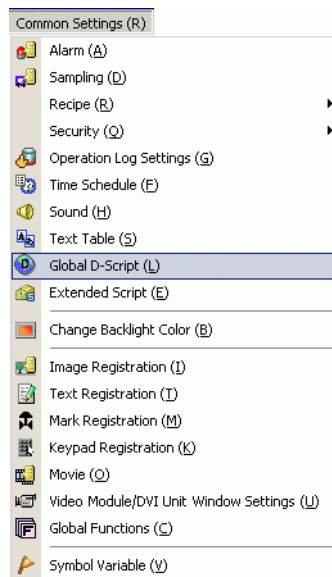 Common Settings (R)
Alarm (A)
Sampling (D)
Recipe (R)
Security (Q)
Operation Log Settings (G)
Time Schedule (F)
Sound (H)
Text Table (S)
Global D-Script (L)
Extended Script (E)
Change Backlight Color (B)
Image Registration (I)
Text Registration (T)
Mark Registration (M)
Keypad Registration (K)
Movie (O)
Video Module/DVI Unit Window Settings (U)
Global Functions (C)
Symbol Variable (V)